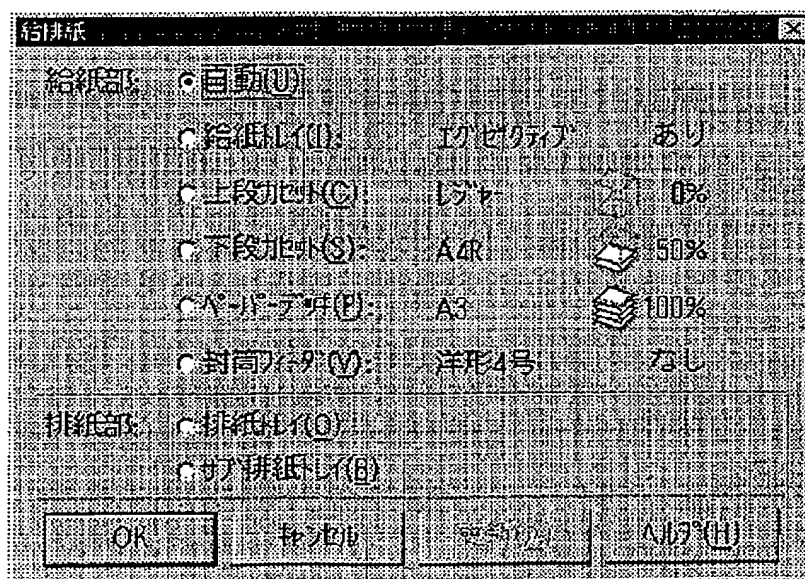 給排紙
給紙部: 自動(U)
給紙トレイ(I): エグゼクティブ あり
上段カセット(C): レジャー 0%
下段カセット(S): A4R 50%
ペーパーデッキ(P): A3 100%
封筒フィーダ(V): 洋形4号 なし
排紙部: 排紙トレイ(O)
サブ排紙トレイ(B)
OK キャンセル ヘルプ(H)